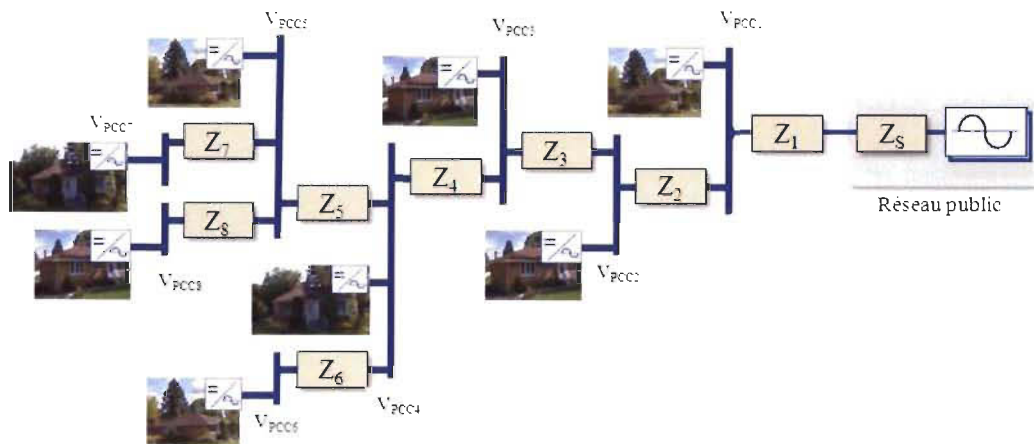 V_PCC5
V_PCC3
V_PCC1
V_PCC7
Z_7
Z_3
Z_1
Z_S
Z_4
Z_2
Z_5
Z_8
Réseau public
V_PCC8
V_PCC2
Z_6
V_PCC6
V_PCC4